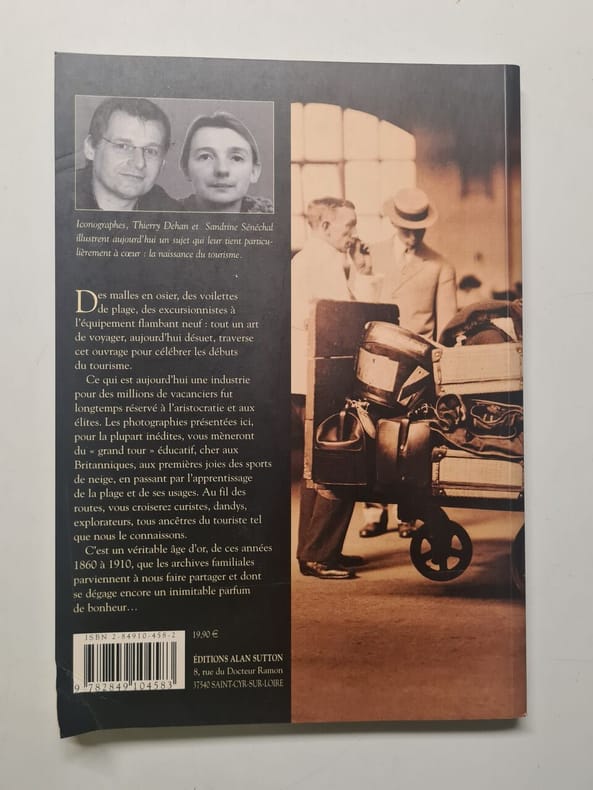 Iconographes, Thierry Dehan et Sandrine Sénéchal
illustrent aujourd'hui un sujet qui leur tient particu-
lièrement à cœur : la naissance du tourisme.
Des malles en osier, des voilettes
de plage, des excursionnistes à
l'équipement flambant neuf : tout un art
de voyager, aujourd'hui désuet, traverse
cet ouvrage pour célébrer les débuts
du tourisme.
Ce qui est aujourd'hui une industrie
pour des millions de vacanciers fut
longtemps réservé à l'aristocratie et aux
élites. Les photographies présentées ici,
pour la plupart inédites, vous mèneront
du « grand tour » éducatif, cher aux
Britanniques, aux premières joies des sports
de neige, en passant par l'apprentissage
de la plage et de ses usages. Au fil des
routes, vous croiserez curistes, dandys,
explorateurs, tous ancêtres du touriste tel
que nous le connaissons.
C'est un véritable âge d'or, de ces années
1860 à 1910, que les archives familiales
parviennent à nous faire partager et dont
se dégage encore un inimitable parfum
de bonheur…
ISBN 2-84910-458-2
19,90 €
9 782849 104583
ÉDITIONS ALAN SUTTON
8, rue du Docteur Ramon
37540 SAINT-CYR-SUR-LOIRE